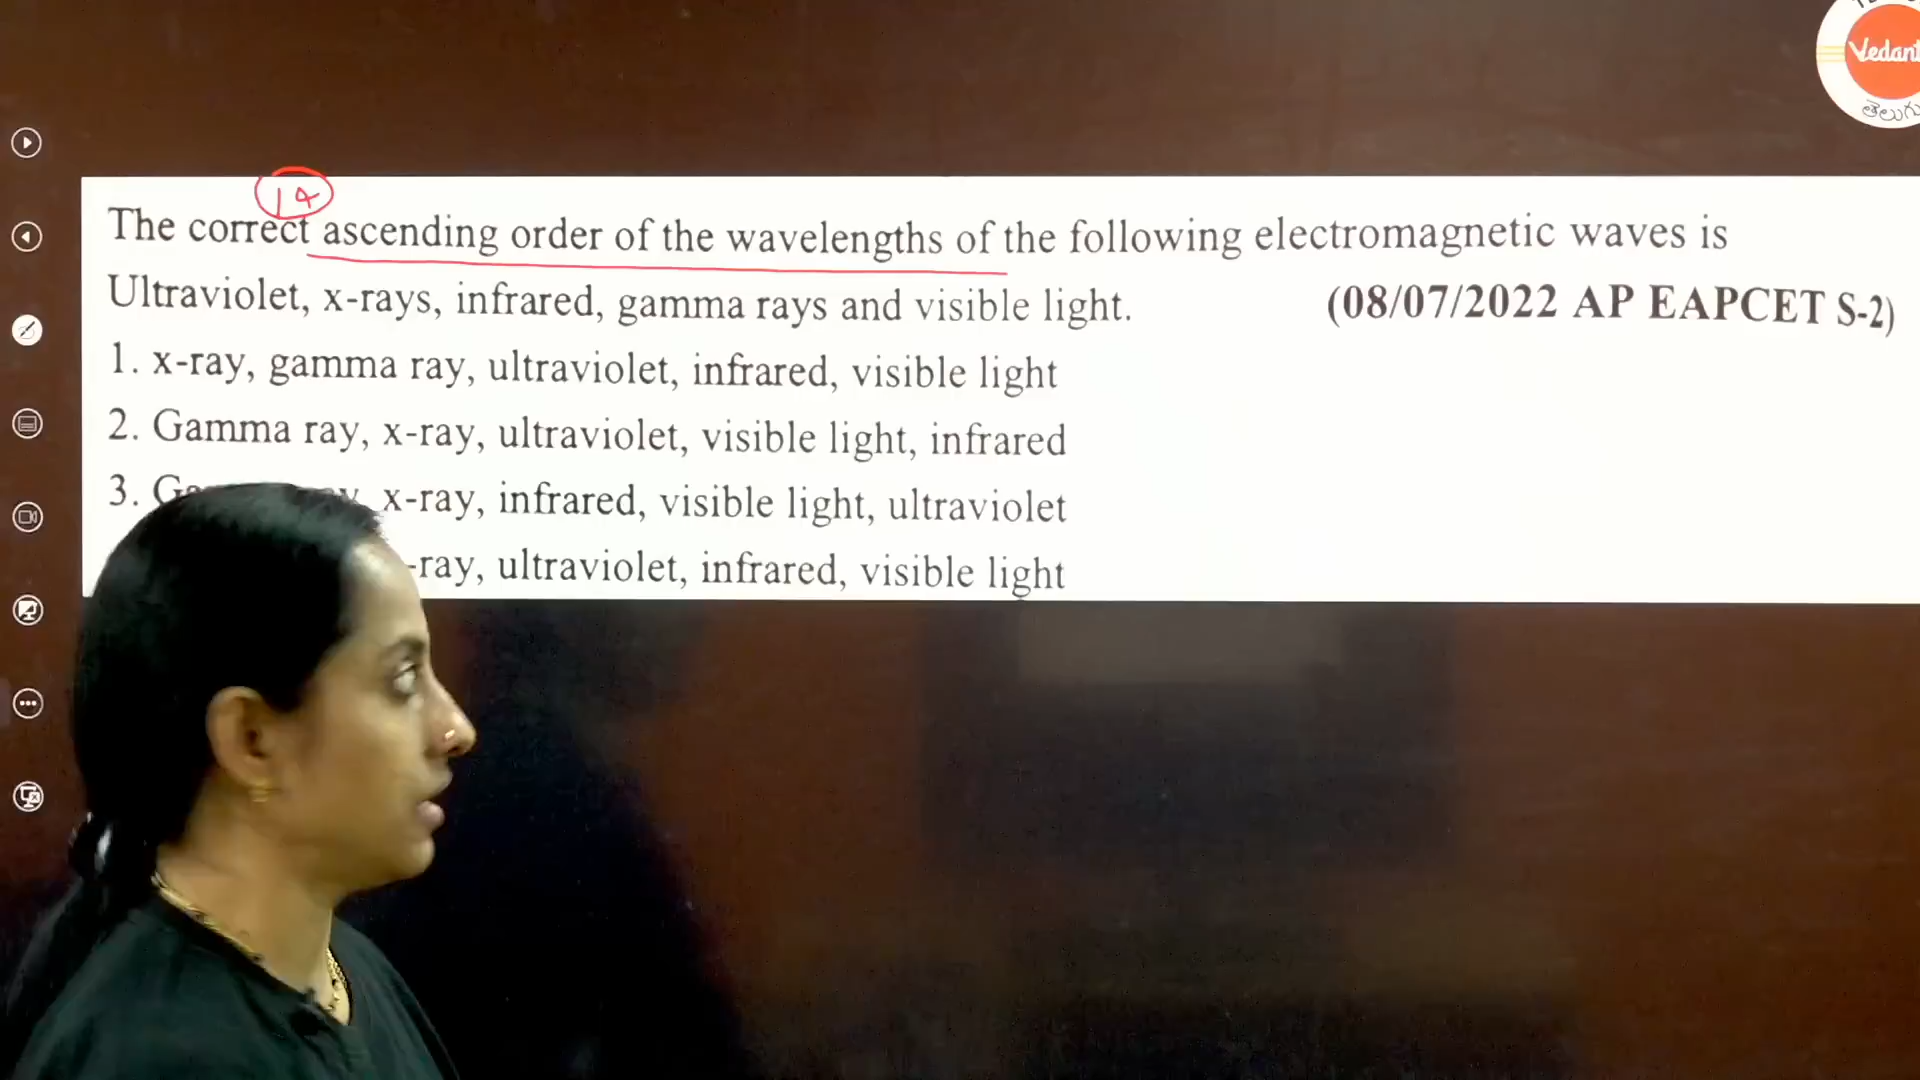 Vedant
తెలుగు
14
The correct ascending order of the wavelengths of the following electromagnetic waves is
Ultraviolet, x-rays, infrared, gamma rays and visible light. (08/07/2022 AP EAPCET S-2)
1. x-ray, gamma ray, ultraviolet, infrared, visible light
2. Gamma ray, x-ray, ultraviolet, visible light, infrared
3. x-ray, infrared, visible light, ultraviolet
-ray, ultraviolet, infrared, visible light